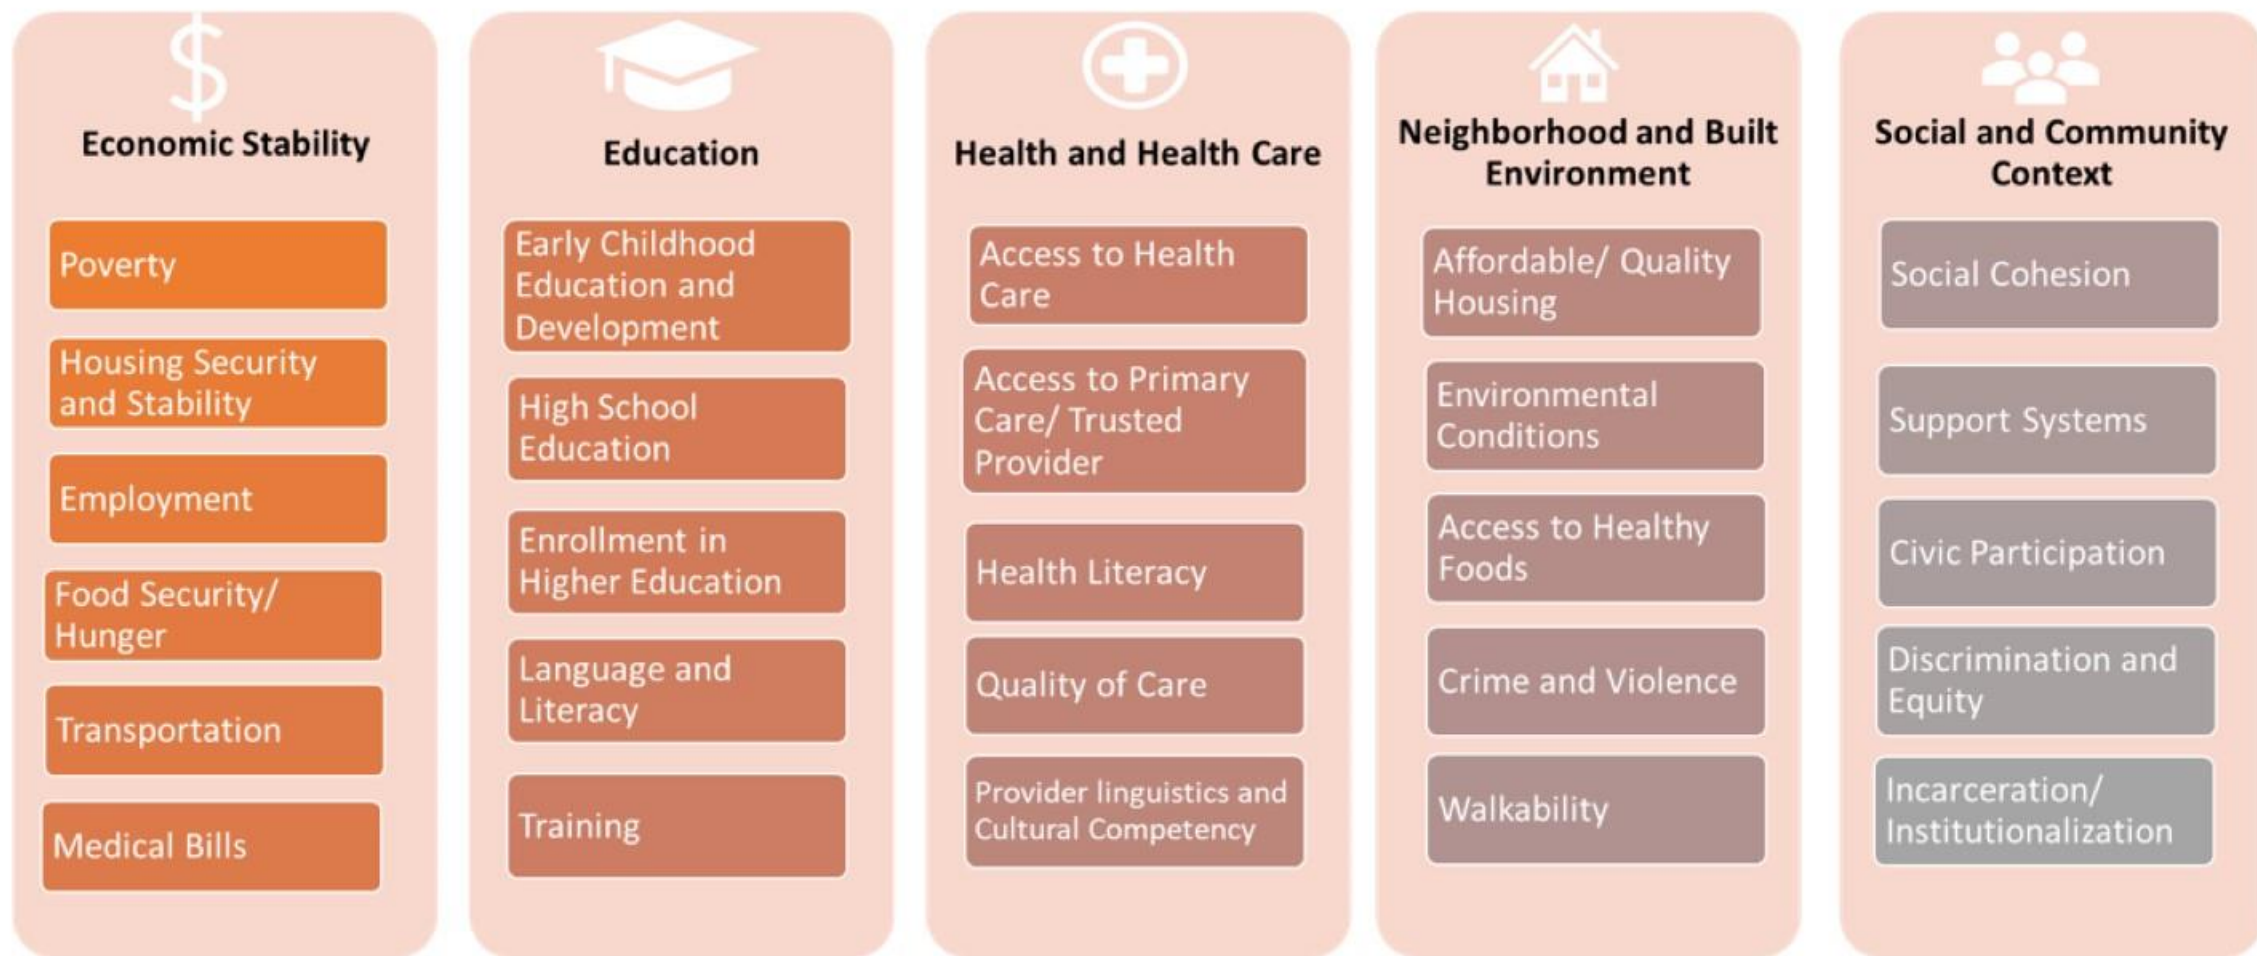 Economic Stability
Poverty
Housing Security
and Stability
Employment
Food Security/
Hunger
Transportation
Medical Bills
Education
Early Childhood
Education and
Development
High School
Education
Enrollment in
Higher Education
Language and
Literacy
Training
Health and Health Care
Access to Health
Care
Access to Primary
Care/ Trusted
Provider
Health Literacy
Quality of Care
Provider linguistics and
Cultural Competency
Neighborhood and Built
Environment
Affordable/ Quality
Housing
Environmental
Conditions
Access to Healthy
Foods
Crime and Violence
Walkability
Social and Community
Context
Social Cohesion
Support Systems
Civic Participation
Discrimination and
Equity
Incarceration/
Institutionalization